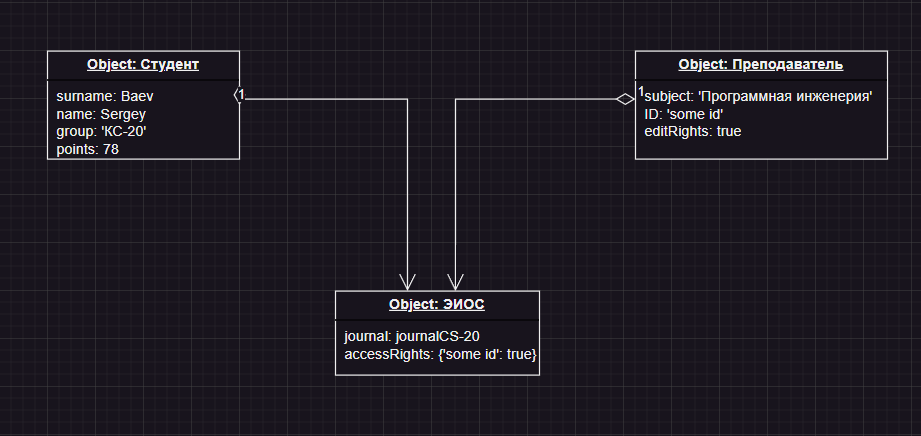 Object: Студент
1
surname: Baev
name: Sergey
group: 'КС-20'
points: 78
Object: Преподаватель
1
subject: 'Программная инженерия'
ID: 'some id'
editRights: true
Object: ЭИОС
journal: journalCS-20
accessRights: {'some id': true}